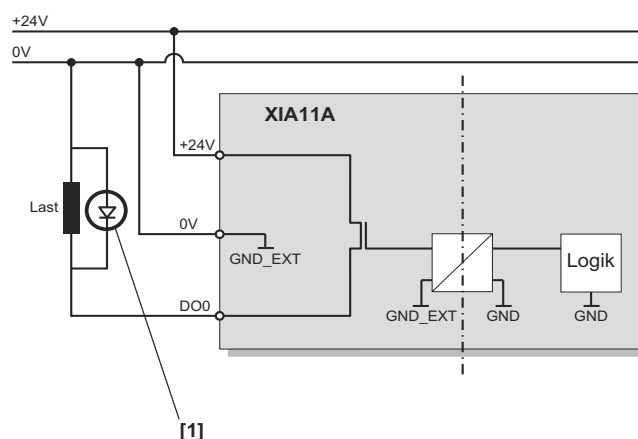 +24V
0V
XIA11A
+24V
Last
0V
GND_EXT
Logik
DO0
GND_EXT
GND
GND
[1]